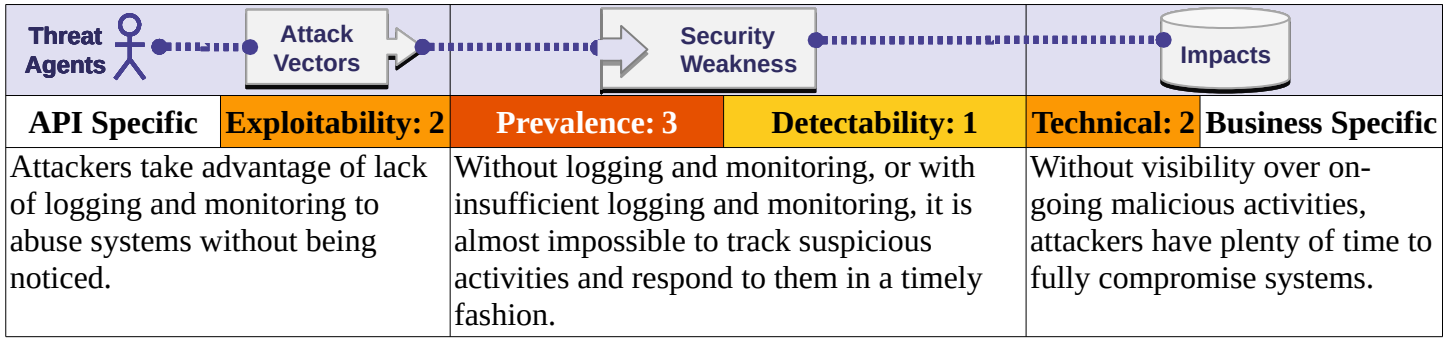 Threat
Agents
Attack
Vectors
Security
Weakness
Impacts
API Specific
Exploitability: 2
Prevalence: 3
Detectability: 1
Technical: 2
Business Specific
Attackers take advantage of lack
of logging and monitoring to
abuse systems without being
noticed.
Without logging and monitoring, or with
insufficient logging and monitoring, it is
almost impossible to track suspicious
activities and respond to them in a timely
fashion.
Without visibility over on-
going malicious activities,
attackers have plenty of time to
fully compromise systems.